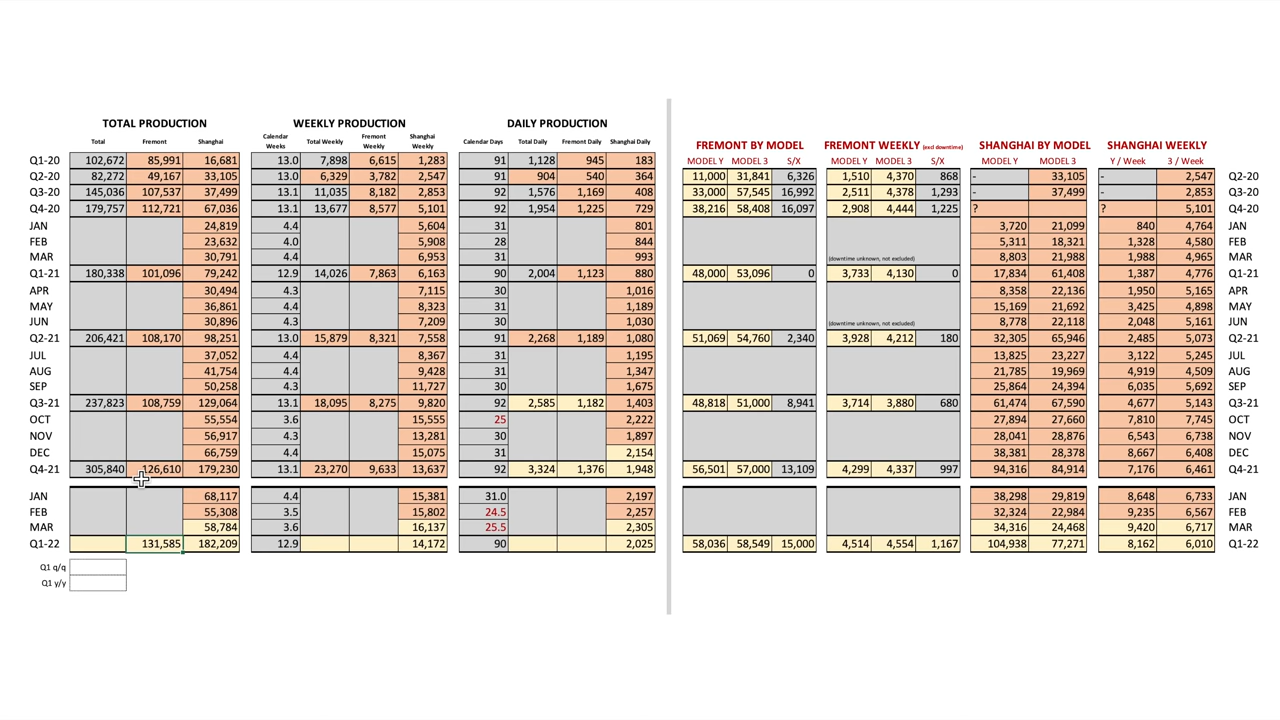 TOTAL PRODUCTION WEEKLY PRODUCTION DAILY PRODUCTION FREMONT BY MODEL FREMONT WEEKLY (excl downtime) SHANGHAI BY MODEL SHANGHAI WEEKLY
Total Fremont Shanghai Calendar Weeks Total Weekly Fremont Weekly Shanghai Weekly Calendar Days Total Daily Fremont Daily Shanghai Daily MODEL Y MODEL 3 S/X MODEL Y MODEL 3 S/X MODEL Y MODEL 3 Y / Week 3 / Week
Q1-20 102,672 85,991 16,681 13.0 7,898 6,615 1,283 91 1,128 945 183
Q2-20 82,272 49,167 33,105 13.0 6,329 3,782 2,547 91 904 540 364 11,000 31,841 6,326 1,510 4,370 868 - 33,105 - 2,547 Q2-20
Q3-20 145,036 107,537 37,499 13.1 11,035 8,182 2,853 92 1,576 1,169 408 33,000 57,545 16,992 2,511 4,378 1,293 - 37,499 - 2,853 Q3-20
Q4-20 179,757 112,721 67,036 13.1 13,677 8,577 5,101 92 1,954 1,225 729 38,216 58,408 16,097 2,908 4,444 1,225 ? ? 5,101 Q4-20
JAN 24,819 4.4 5,604 31 801 3,720 21,099 840 4,764 JAN
FEB 23,632 4.0 5,908 28 844 5,311 18,321 1,328 4,580 FEB
MAR 30,791 4.4 6,953 31 993 (downtime unknown, not excluded) 8,803 21,988 1,988 4,965 MAR
Q1-21 180,338 101,096 79,242 12.9 14,026 7,863 6,163 90 2,004 1,123 880 48,000 53,096 0 3,733 4,130 0 17,834 61,408 1,387 4,776 Q1-21
APR 30,494 4.3 7,115 30 1,016 8,358 22,136 1,950 5,165 APR
MAY 36,861 4.4 8,323 31 1,189 15,169 21,692 3,425 4,898 MAY
JUN 30,896 4.3 7,209 30 1,030 (downtime unknown, not excluded) 8,778 22,118 2,048 5,161 JUN
Q2-21 206,421 108,170 98,251 13.0 15,879 8,321 7,558 91 2,268 1,189 1,080 51,069 54,760 2,340 3,928 4,212 180 32,305 65,946 2,485 5,073 Q2-21
JUL 37,052 4.4 8,367 31 1,195 13,825 23,227 3,122 5,245 JUL
AUG 41,754 4.4 9,428 31 1,347 21,785 19,969 4,919 4,509 AUG
SEP 50,258 4.3 11,727 30 1,675 25,864 24,394 6,035 5,692 SEP
Q3-21 237,823 108,759 129,064 13.1 18,095 8,275 9,820 92 2,585 1,182 1,403 48,818 51,000 8,941 3,714 3,880 680 61,474 67,590 4,677 5,143 Q3-21
OCT 55,554 3.6 15,555 25 2,222 27,894 27,660 7,810 7,745 OCT
NOV 56,917 4.3 13,281 30 1,897 28,041 28,876 6,543 6,738 NOV
DEC 66,759 4.4 15,075 31 2,154 38,381 28,378 8,667 6,408 DEC
Q4-21 305,840 126,610 179,230 13.1 23,270 9,633 13,637 92 3,324 1,376 1,948 56,501 57,000 13,109 4,299 4,337 997 94,316 84,914 7,176 6,461 Q4-21
JAN 68,117 4.4 15,381 31.0 2,197 38,298 29,819 8,648 6,733 JAN
FEB 55,308 3.5 15,802 24.5 2,257 32,324 22,984 9,235 6,567 FEB
MAR 58,784 3.6 16,137 25.5 2,305 34,316 24,468 9,420 6,717 MAR
Q1-22 131,585 182,209 12.9 14,172 90 2,025 58,036 58,549 15,000 4,514 4,554 1,167 104,938 77,271 8,162 6,010 Q1-22
Q1 q/q
Q1 y/y